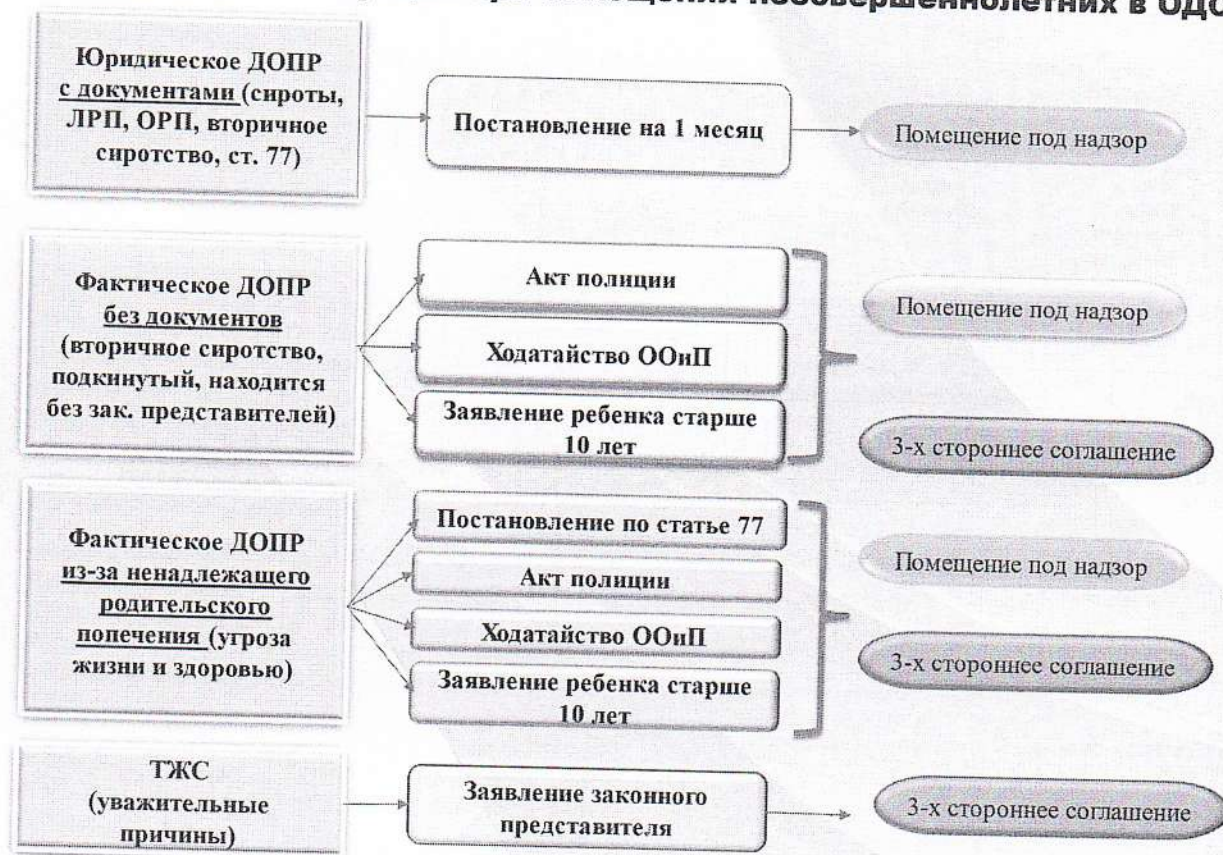 помещения несовершеннолетних в ОДО
Юридическое ДОПР
с документами (сироты,
ЛРП, ОРП, вторичное
сиротство, ст. 77)
Постановление на 1 месяц
Помещение под надзор
Фактическое ДОПР
без документов
(вторичное сиротство,
подкинутый, находится
без зак. представителей)
Акт полиции
Ходатайство ООиП
Заявление ребенка старше
10 лет
Помещение под надзор
3-х стороннее соглашение
Фактическое ДОПР
из-за ненадлежащего
родительского
попечения (угроза
жизни и здоровью)
Постановление по статье 77
Акт полиции
Ходатайство ООиП
Заявление ребенка старше
10 лет
Помещение под надзор
3-х стороннее соглашение
ТЖС
(уважительные
причины)
Заявление законного
представителя
3-х стороннее соглашение